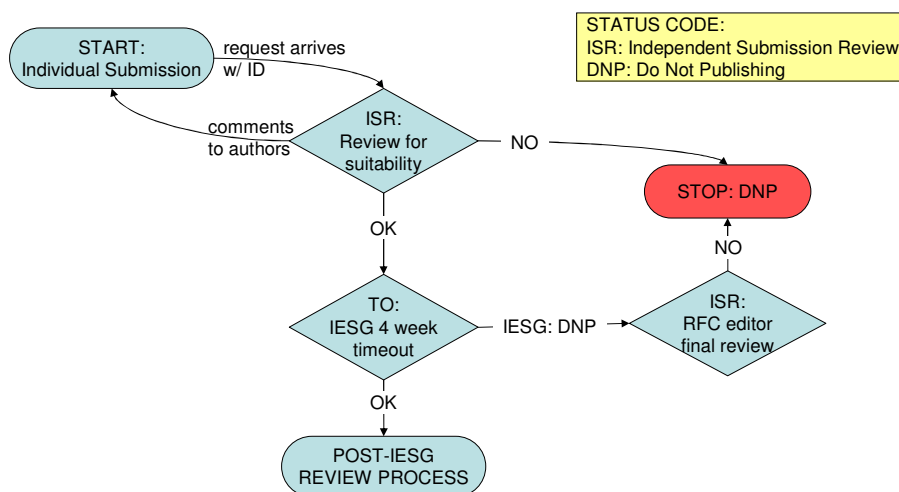 START:
Individual Submission
request arrives
w/ ID
STATUS CODE:
ISR: Independent Submission Review
DNP: Do Not Publishing
comments
to authors
ISR:
Review for
suitability
NO
STOP: DNP
OK
NO
TO:
IESG 4 week
timeout
IESG: DNP
ISR:
RFC editor
final review
OK
POST-IESG
REVIEW PROCESS